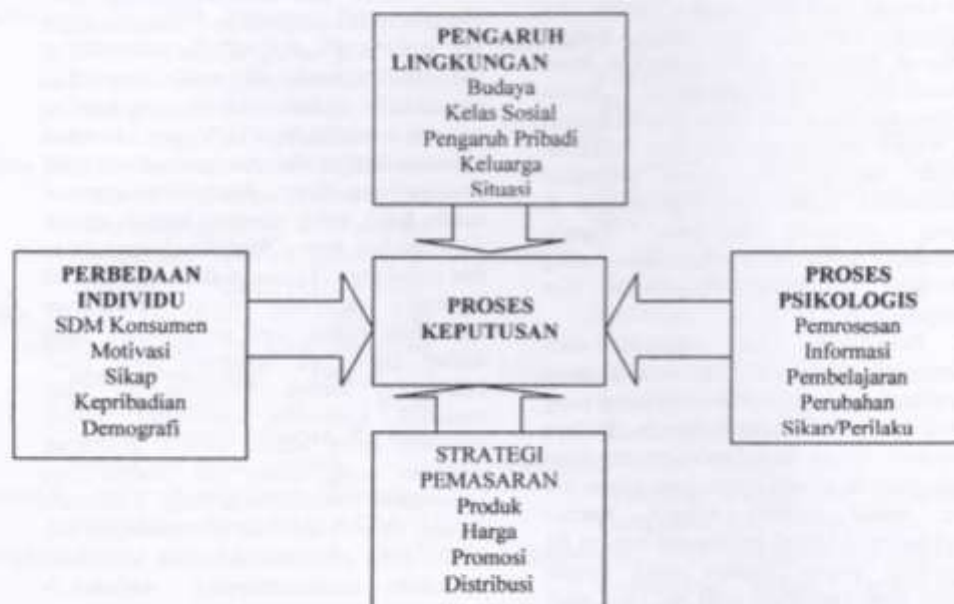 PENGARUH
LINGKUNGAN
Budaya
Kelas Sosial
Pengaruh Pribadi
Keluarga
Situasi
PERBEDAAN
INDIVIDU
SDM Konsumen
Motivasi
Sikap
Kepribadian
Demografi
PROSES
KEPUTUSAN
PROSES
PSIKOLOGIS
Pemrosesan
Informasi
Pembelajaran
Perubahan
Sikan/Perilaku
STRATEGI
PEMASARAN
Produk
Harga
Promosi
Distribusi